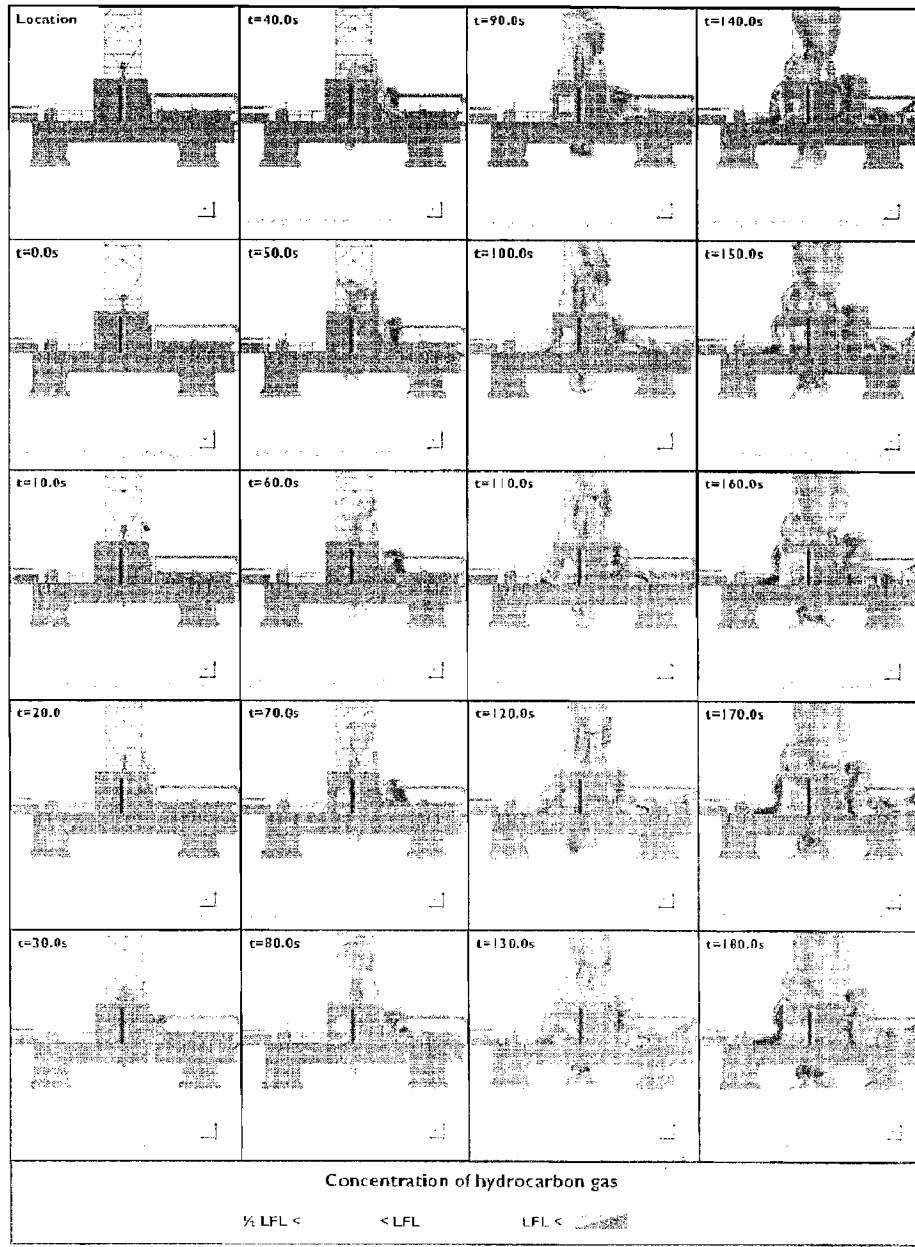 Location
t=40.0s
t=90.0s
t=140.0s
t=0.0s
t=50.0s
t=100.0s
t=150.0s
t=10.0s
t=60.0s
t=110.0s
t=160.0s
t=20.0
t=70.0s
t=120.0s
t=170.0s
t=30.0s
t=80.0s
t=130.0s
t=180.0s
Concentration of hydrocarbon gas
½ LFL < < LFL LFL <